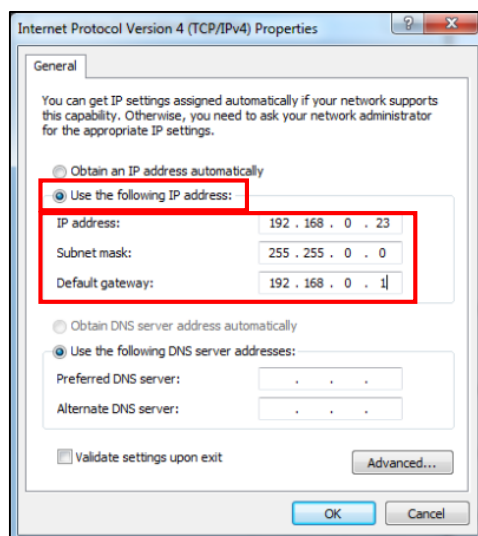 Internet Protocol Version 4 (TCP/IPv4) Properties
General
You can get IP settings assigned automatically if your network supports
this capability. Otherwise, you need to ask your network administrator
for the appropriate IP settings.
Obtain an IP address automatically
Use the following IP address:
IP address: 192 . 168 . 0 . 23
Subnet mask: 255 . 255 . 0 . 0
Default gateway: 192 . 168 . 0 . 1
Obtain DNS server address automatically
Use the following DNS server addresses:
Preferred DNS server: . . .
Alternate DNS server: . . .
Validate settings upon exit
Advanced...
OK Cancel